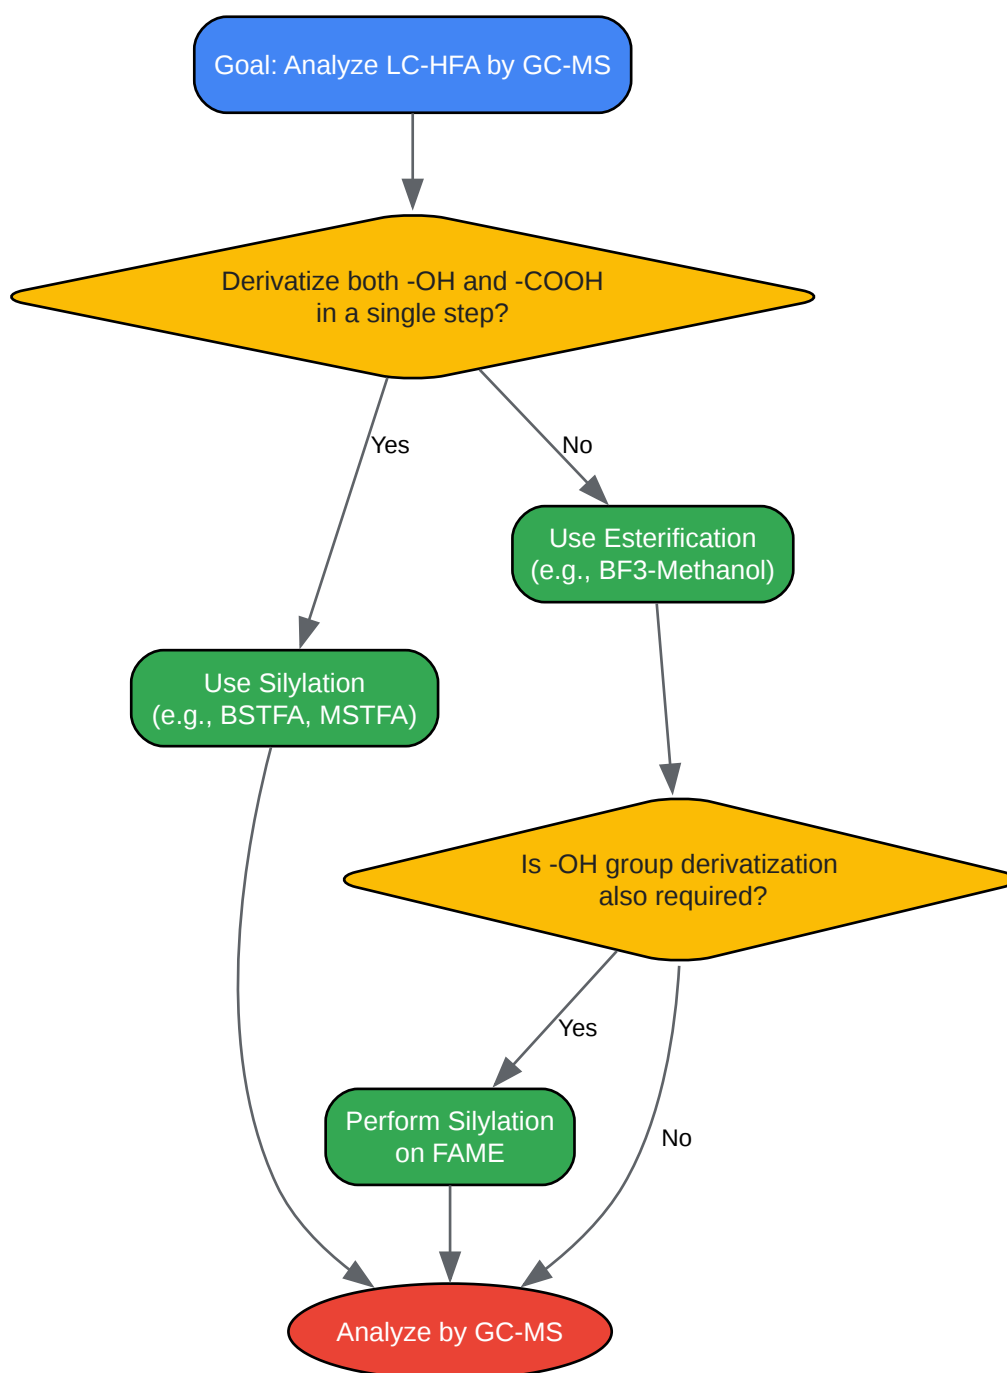 Goal: Analyze LC-HFA by GC-MS
Derivatize both -OH and -COOH
in a single step?
Yes
No
Use Esterification
(e.g., BF3-Methanol)
Use Silylation
(e.g., BSTFA, MSTFA)
Is -OH group derivatization
also required?
Yes
No
Perform Silylation
on FAME
Analyze by GC-MS